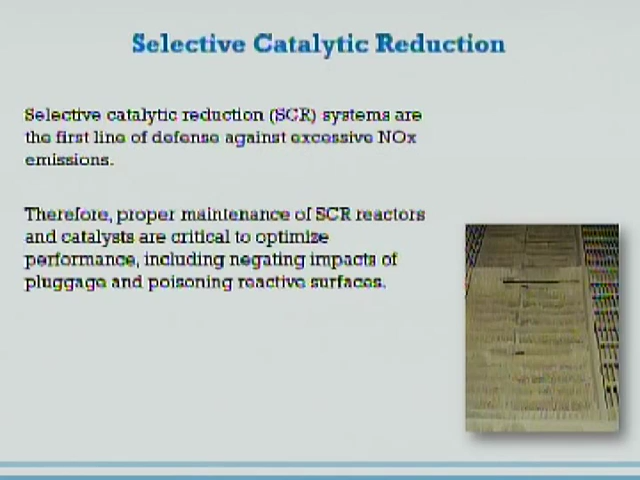 Selective Catalytic Reduction
Selective catalytic reduction (SCR) systems are
the first line of defense against excessive NOx
emissions.
Therefore, proper maintenance of SCR reactors
and catalysts are critical to optimize
performance, including negating impacts of
pluggage and poisoning reactive surfaces.